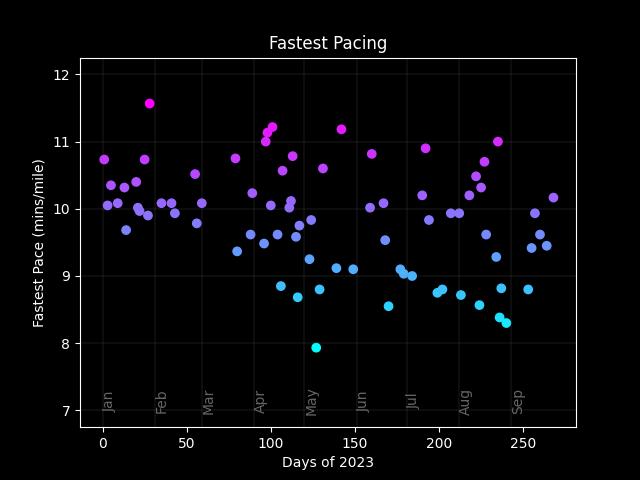 Fastest Pacing
Fastest Pace (mins/mile)
12
11
10
9
8
7
Jan
Feb
Mar
Apr
May
Jun
Jul
Aug
Sep
0
50
100
150
200
250
Days of 2023